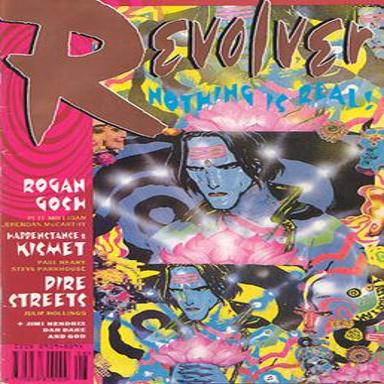 Revolver
NOTHING IS REAL!
ROGAN
GOSH
PETE MILLIGAN
BRENDAN McCARTHY
HAPPENSTANCE &
KISMET
PAUL NEARY
STEVE PARKHOUSE
DIRE
STREETS
JULIE HOLLINGS
+ JIMI HENDRIX
DAN DARE
AND GOD